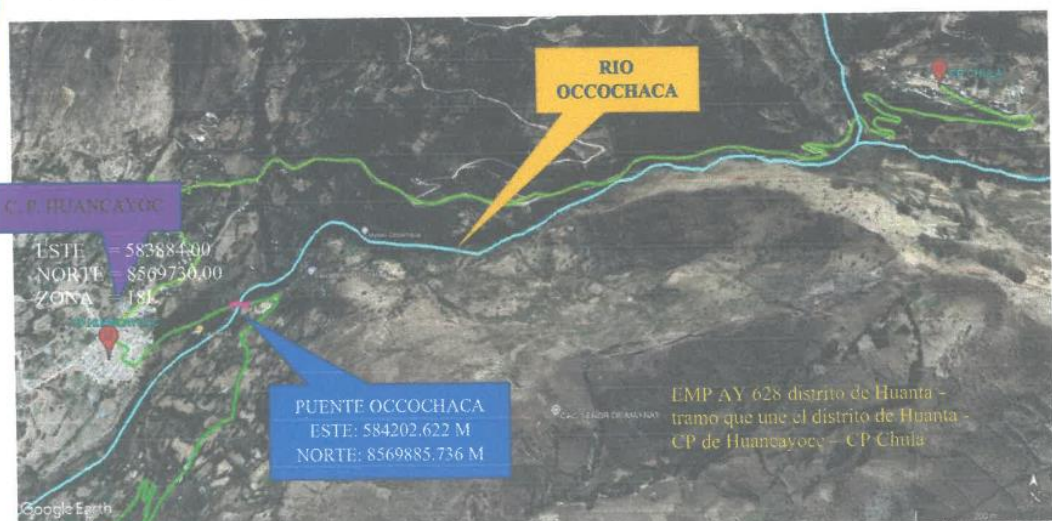 RIO
OCCOCHACA
C. P. HUANCAYOC
ESTE = 583884.00
NORTE = 8569730.00
ZONA = 18L
PUENTE OCCOCHACA
ESTE: 584202.622 M
NORTE: 8569885.736 M
EMP AY 628 distrito de Huanta -
tramo que une el distrito de Huanta -
CP de Huancayocc – CP Chula
Google Earth
N